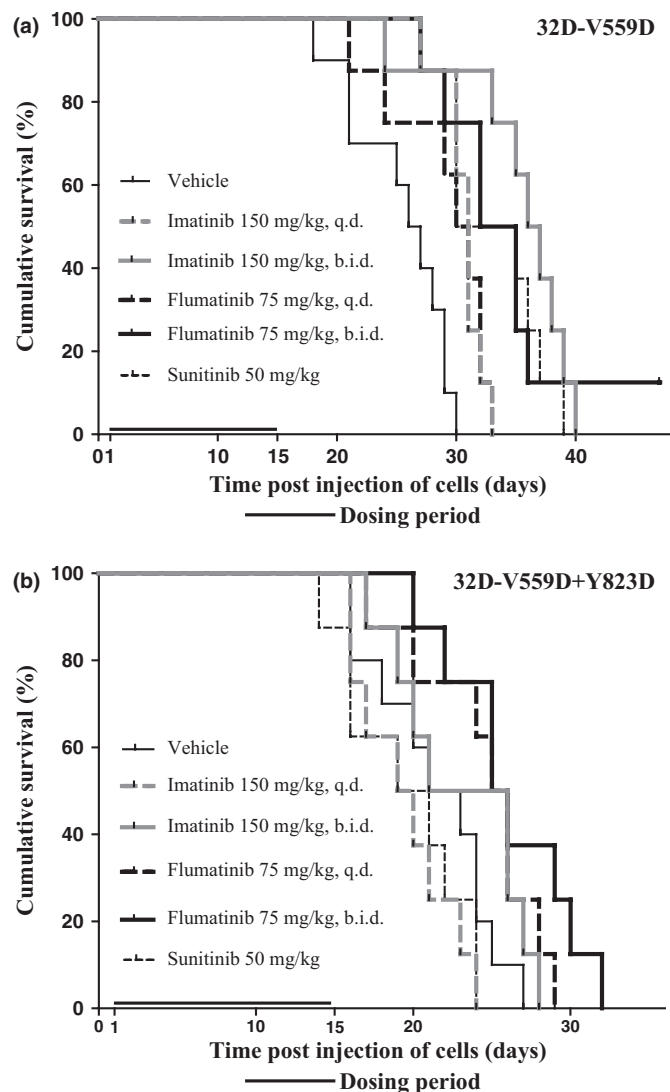 (a)
32D-V559D
Cumulative survival (%)
100
80
60
40
20
0
Vehicle
Imatinib 150 mg/kg, q.d.
Imatinib 150 mg/kg, b.i.d.
Flumatinib 75 mg/kg, q.d.
Flumatinib 75 mg/kg, b.i.d.
Sunitinib 50 mg/kg
01 10 15 20 30 40
Time post injection of cells (days)
Dosing period
(b)
32D-V559D+Y823D
Cumulative survival (%)
100
80
60
40
20
0
Vehicle
Imatinib 150 mg/kg, q.d.
Imatinib 150 mg/kg, b.i.d.
Flumatinib 75 mg/kg, q.d.
Flumatinib 75 mg/kg, b.i.d.
Sunitinib 50 mg/kg
0 1 10 15 20 30
Time post injection of cells (days)
Dosing period